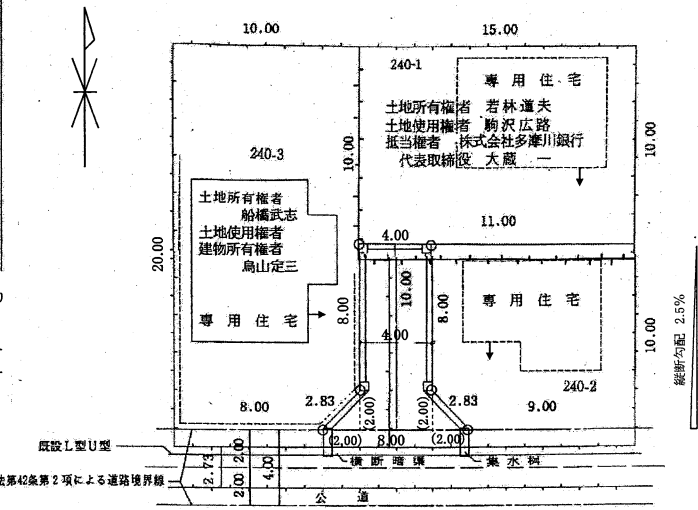 10.00
15.00
240-1
専用住宅
土地所有権者 若林道夫
土地使用権者 駒沢広路
抵当権者 株式会社多摩川銀行
代表取締役 大蔵 一
10.00
10.00
240-3
土地所有権者
船橋武志
土地使用権者
建物所有権者
烏山定三
専用住宅
20.00
11.00
4.00
8.00
10.00
8.00
4.00
専用住宅
10.00
240-2
縦断勾配 2.5%
2.83
2.83
8.00
9.00
(2.00)
(2.00)
(2.00)
8.00
(2.00)
既設L型U型
横断暗渠
集水桝
2.73
2.00
2.00
4.00
法第42条第2項による道路境界線
公道